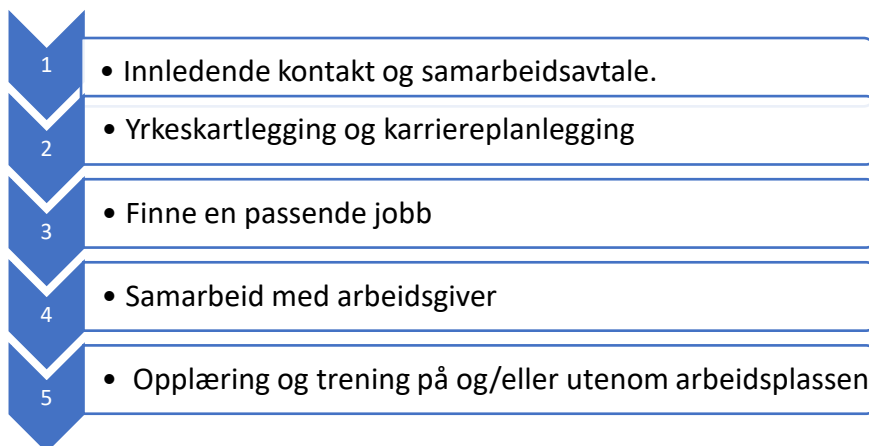 1
• Innledende kontakt og samarbeidsavtale.
2
• Yrkeskartlegging og karriereplanlegging
3
• Finne en passende jobb
4
• Samarbeid med arbeidsgiver
5
• Opplæring og trening på og/eller utenom arbeidsplassen